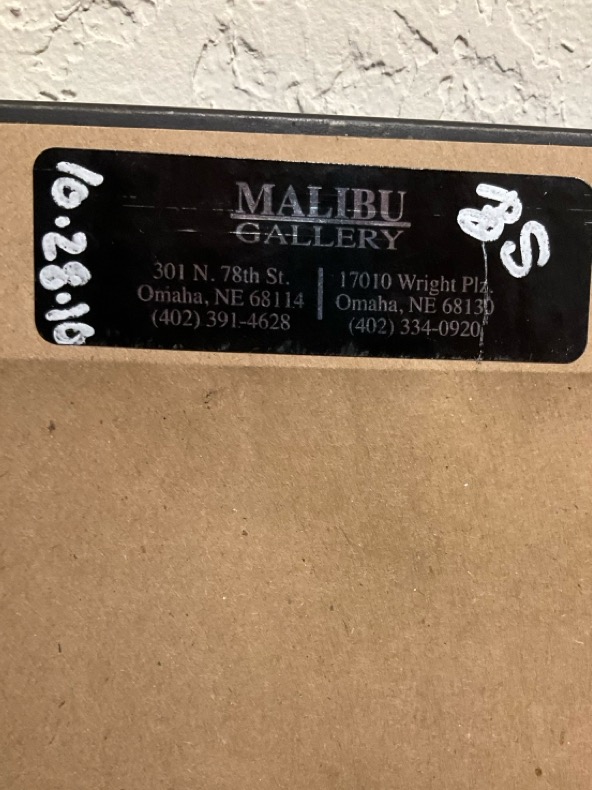 MALIBU
GALLERY
301 N. 78th St.
Omaha, NE 68114
(402) 391-4628
17010 Wright Plz.
Omaha, NE 68130
(402) 334-0920
10.28.16